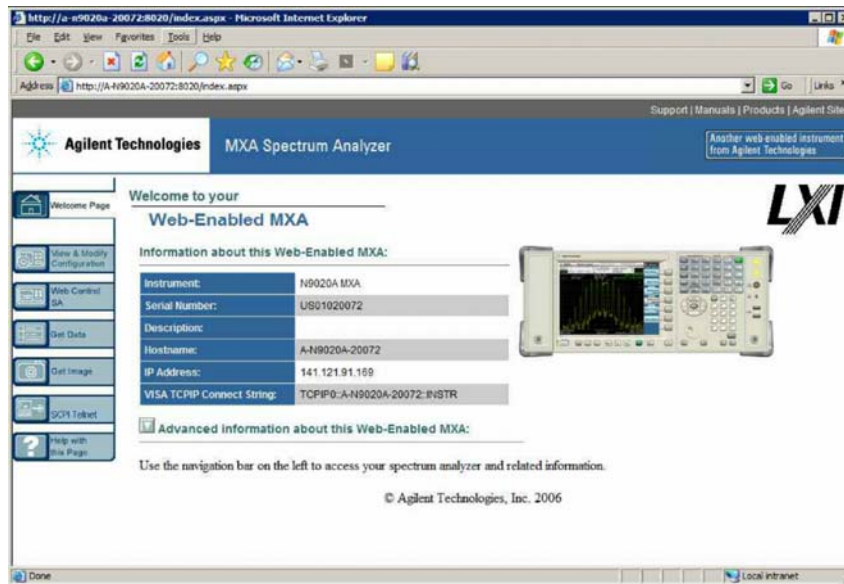 http://a-n9020a-20072:8020/index.aspx - Microsoft Internet Explorer
File Edit View Favorites Tools Help
Address http://A-N9020A-20072:8020/index.aspx Go Links
Support | Manuals | Products | Agilent Site
Agilent Technologies MXA Spectrum Analyzer
Another web-enabled instrument
from Agilent Technologies
Welcome Page
Welcome to your
Web-Enabled MXA
LXI
View & Modify
Configuration
Information about this Web-Enabled MXA:
Web Control
SA
Instrument: N9020A MXA
Serial Number: US01020072
Get Data
Description:
Hostname: A-N9020A-20072
Get Image
IP Address: 141.121.91.169
VISA TCPIP Connect String: TCPIP0::A-N9020A-20072::INSTR
SCPI Telnet
Advanced information about this Web-Enabled MXA:
Help with
this Page
Use the navigation bar on the left to access your spectrum analyzer and related information.
© Agilent Technologies, Inc. 2006
Done Local intranet